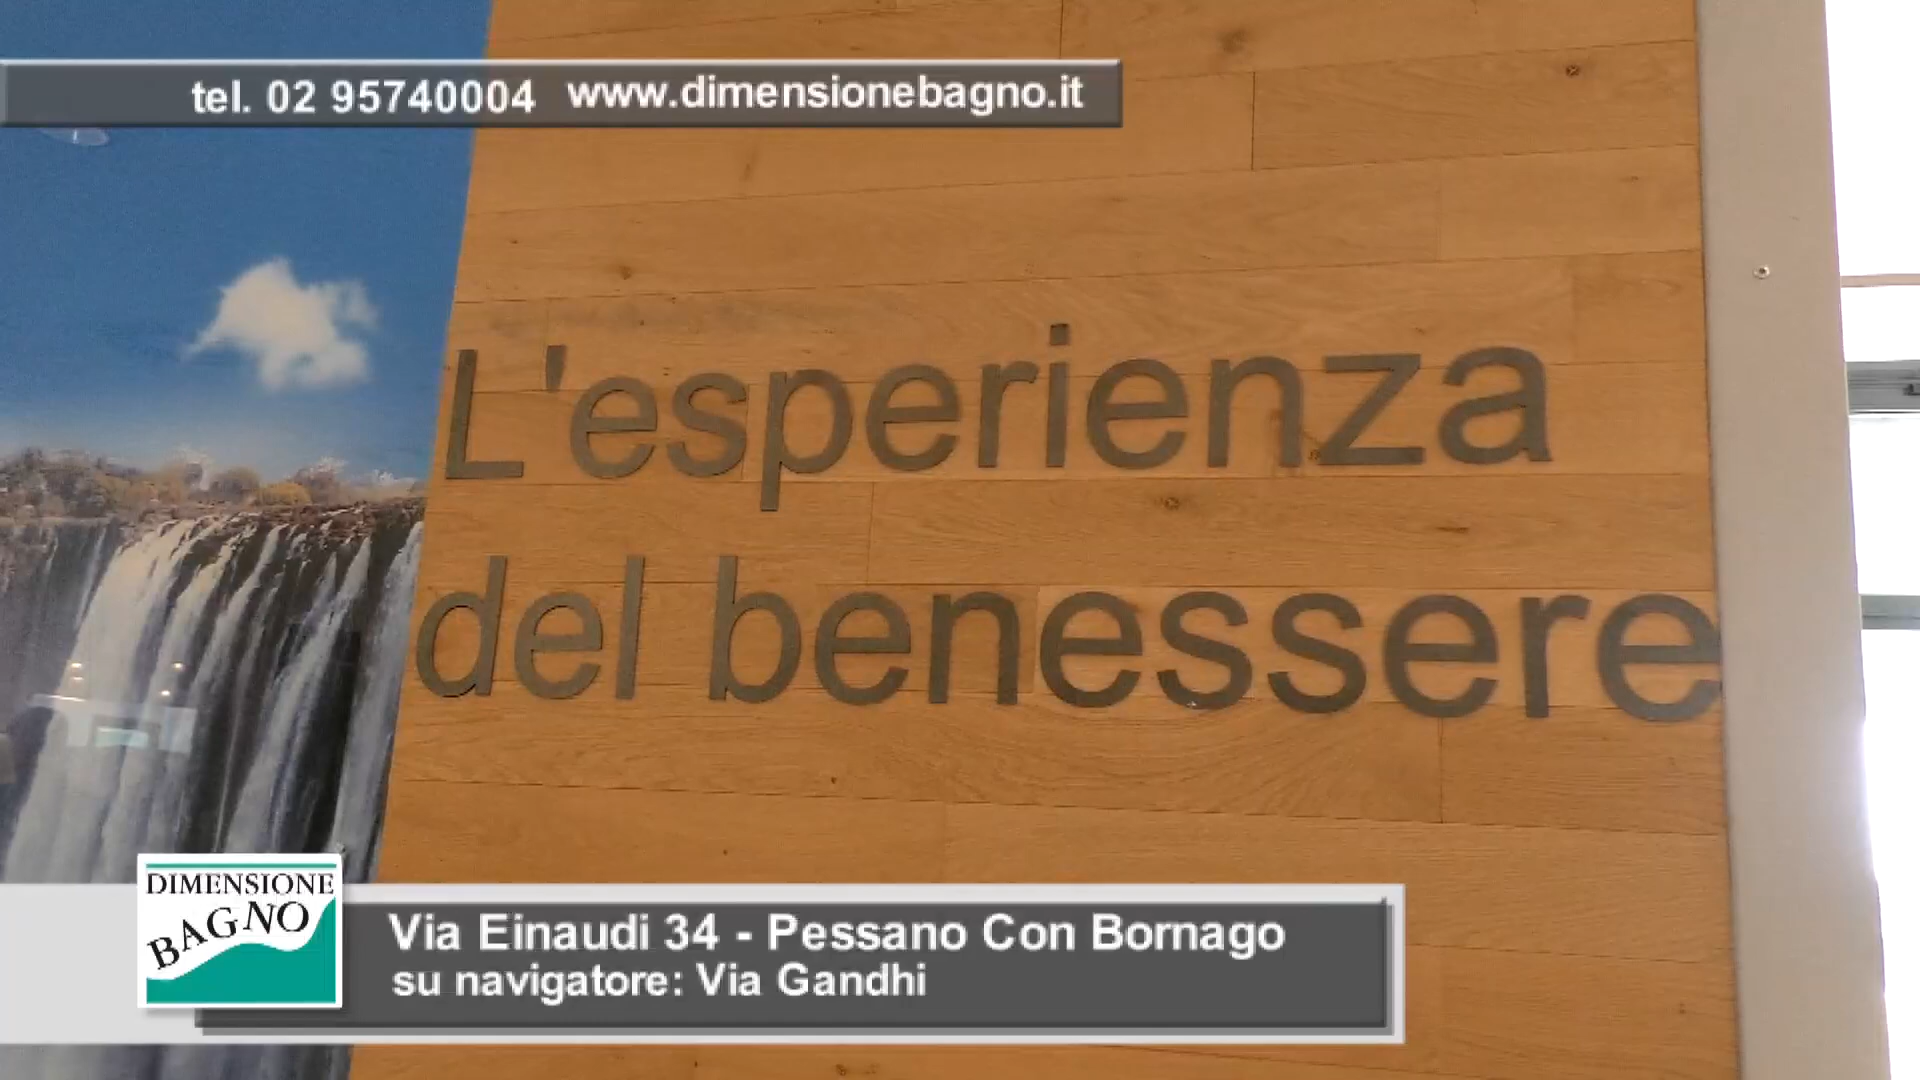 tel. 02 95740004 www.dimensionebagno.it
L'esperienza
del benessere
DIMENSIONE
BAGNO
Via Einaudi 34 - Pessano Con Bornago
su navigatore: Via Gandhi